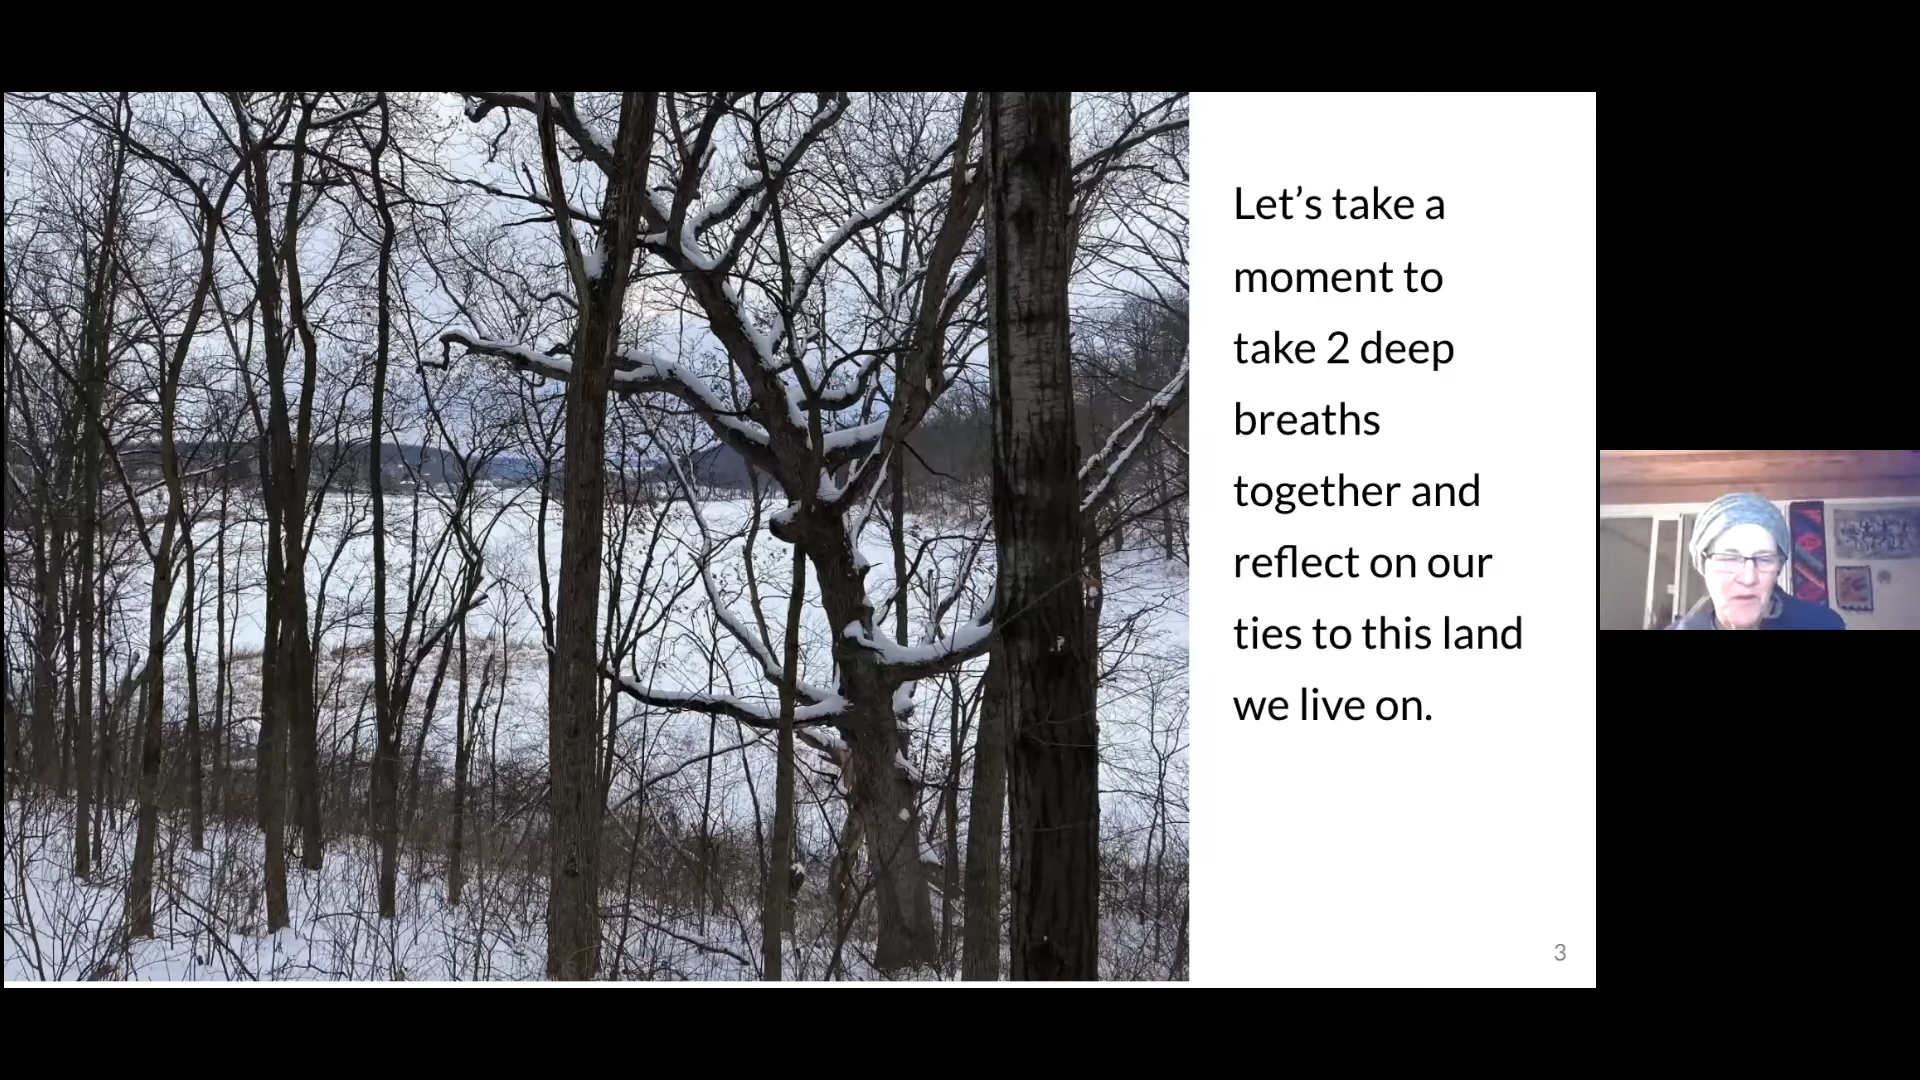 Let’s take a
moment to
take 2 deep
breaths
together and
reflect on our
ties to this land
we live on.
3